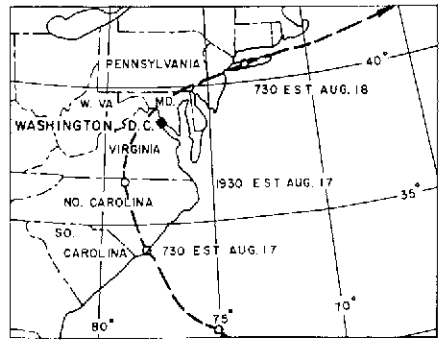 PENNSYLVANIA
40°
730 EST AUG. 18
W. VA
MD.
WASHINGTON, D.C.
VIRGINIA
1930 EST AUG. 17
35°
NO. CAROLINA
SO.
CAROLINA
730 EST AUG. 17
80°
75°
70°